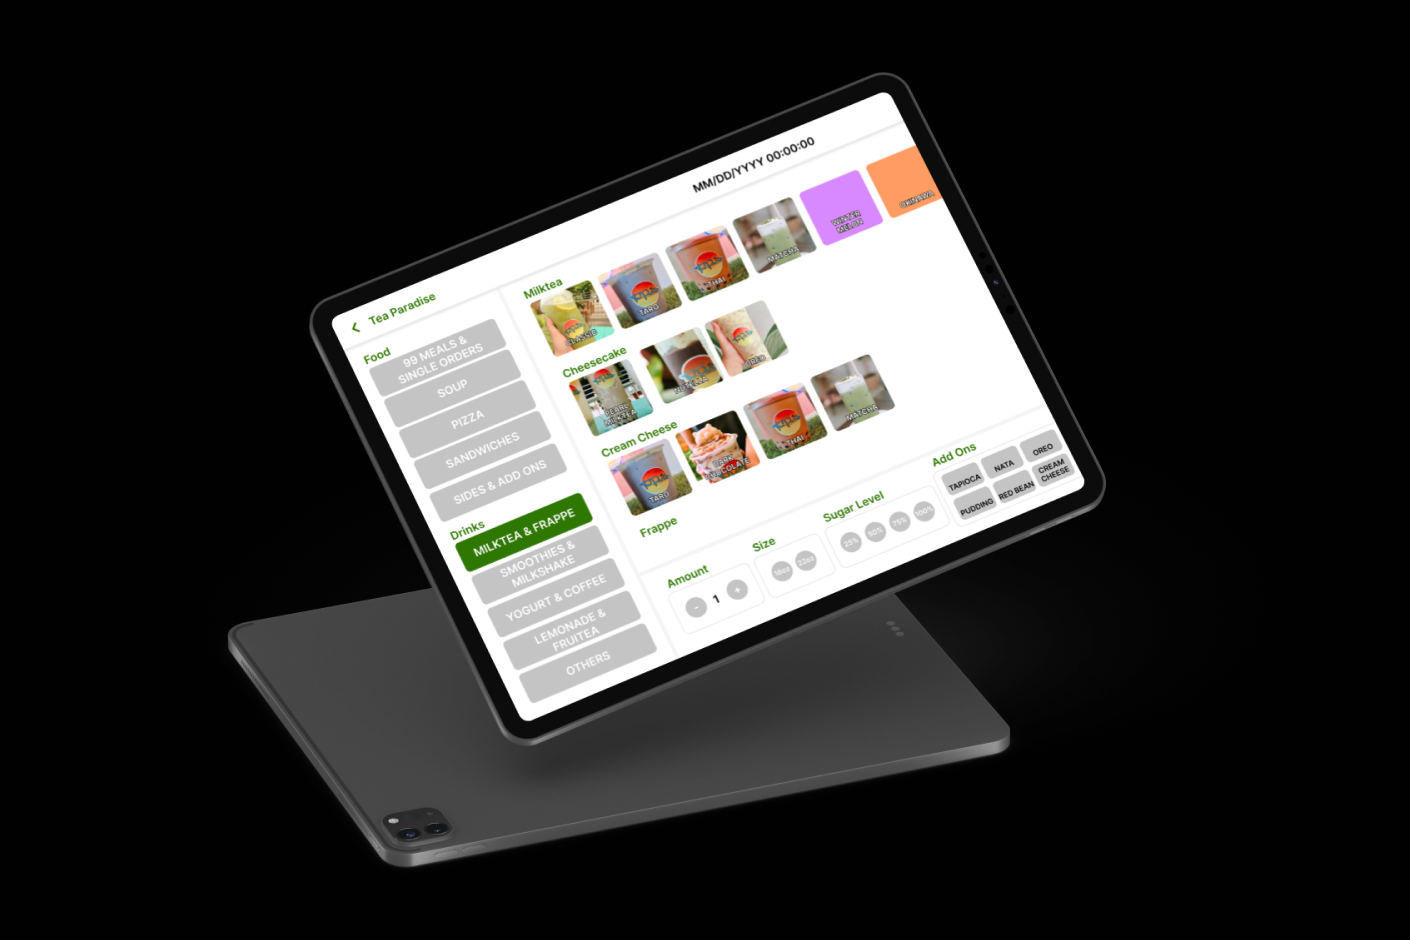 MM/DD/YYYY 00:00:00
Tea Paradise
Food
99 MEALS &
SINGLE ORDERS
SOUP
PIZZA
SANDWICHES
SIDES & ADD ONS
Drinks
MILKTEA & FRAPPE
SMOOTHIES &
MILKSHAKE
YOGURT & COFFEE
LEMONADE &
FRUITEA
OTHERS
Milktea
CLASSIC
TARO
THAI
MATCHA
WINTER
MELON
OKINAWA
Cheesecake
PEARL
MILKTEA
OREO
Cream Cheese
TARO
DARK
CHOCOLATE
THAI
MATCHA
Frappe
Amount
- 1 +
Size
16oz 22oz
Sugar Level
25% 50% 75% 100%
Add Ons
TAPIOCA NATA OREO
PUDDING RED BEAN CREAM
CHEESE